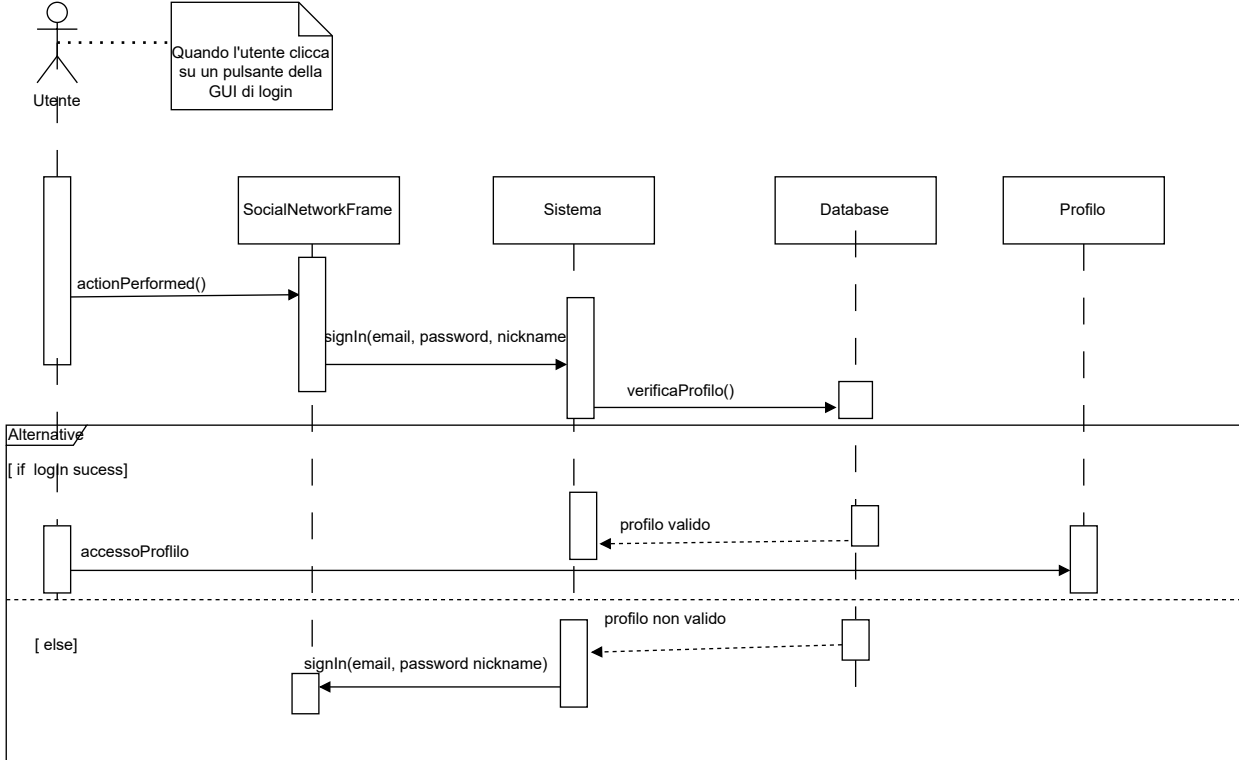 Quando l'utente clicca
su un pulsante della
GUI di login
Utente
SocialNetworkFrame
Sistema
Database
Profilo
actionPerformed()
signIn(email, password, nickname
verificaProfilo()
Alternative
[ if  logIn sucess]
profilo valido
accessoProflilo
profilo non valido
[ else]
signIn(email, password nickname)